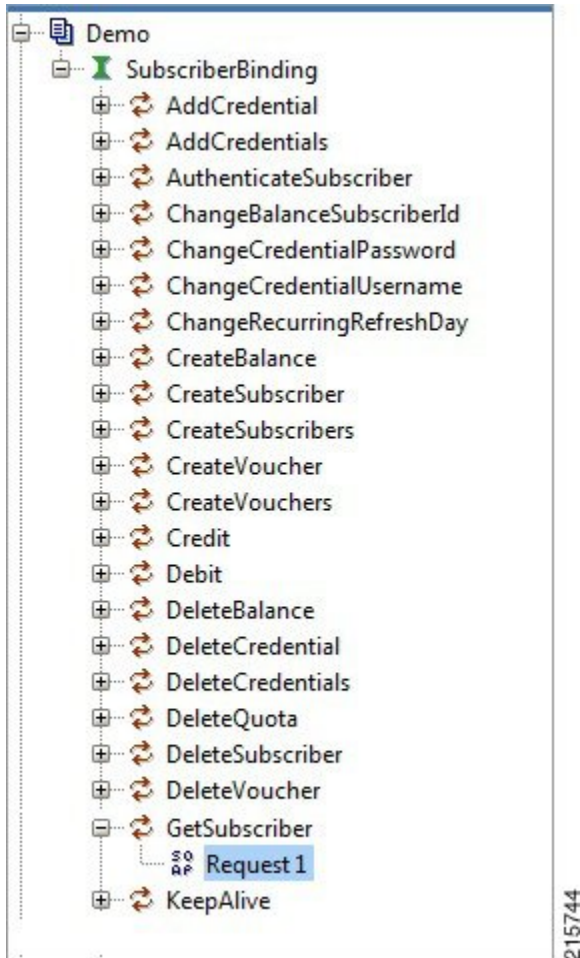 Demo
SubscriberBinding
AddCredential
AddCredentials
AuthenticateSubscriber
ChangeBalanceSubscriberId
ChangeCredentialPassword
ChangeCredentialUsername
ChangeRecurringRefreshDay
CreateBalance
CreateSubscriber
CreateSubscribers
CreateVoucher
CreateVouchers
Credit
Debit
DeleteBalance
DeleteCredential
DeleteCredentials
DeleteQuota
DeleteSubscriber
DeleteVoucher
GetSubscriber
SOAP Request 1
KeepAlive
215744